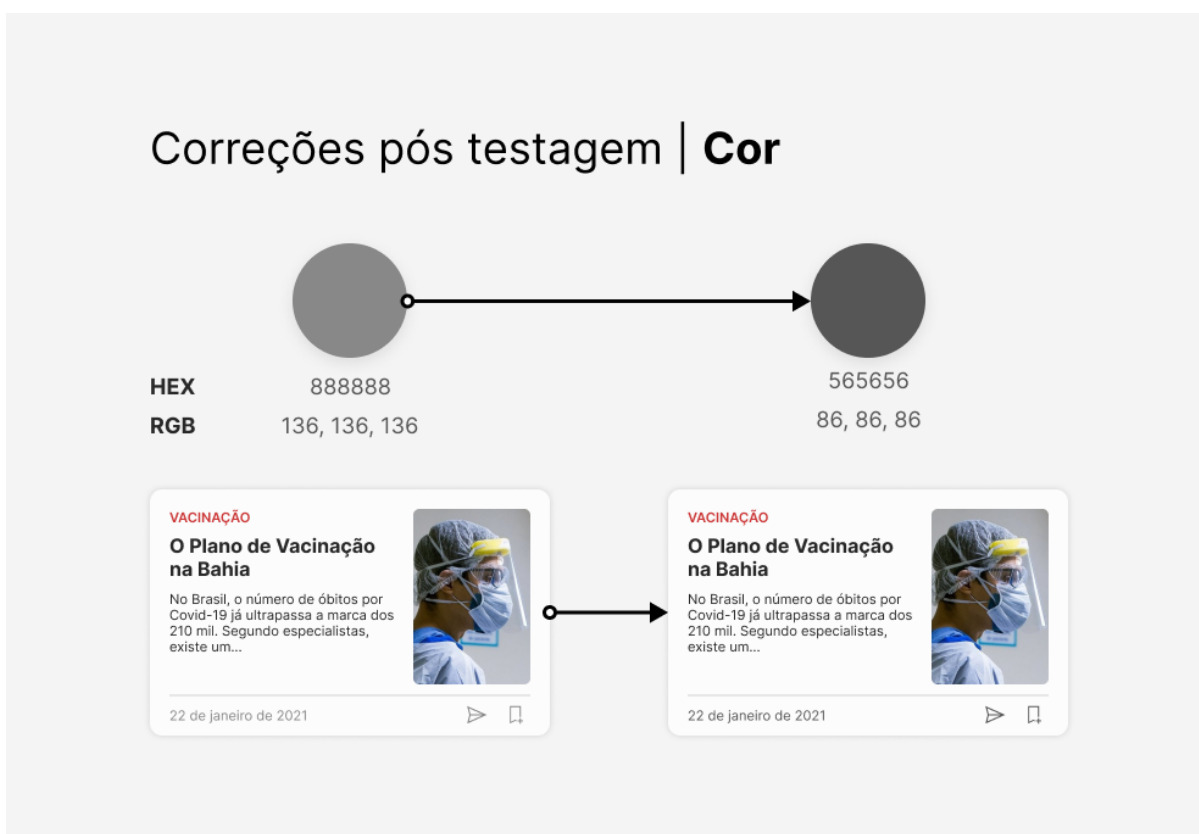 Correções pós testagem | Cor
HEX 888888 565656
RGB 136, 136, 136 86, 86, 86
VACINAÇÃO
O Plano de Vacinação
na Bahia
No Brasil, o número de óbitos por
Covid-19 já ultrapassa a marca dos
210 mil. Segundo especialistas,
existe um...
22 de janeiro de 2021
VACINAÇÃO
O Plano de Vacinação
na Bahia
No Brasil, o número de óbitos por
Covid-19 já ultrapassa a marca dos
210 mil. Segundo especialistas,
existe um...
22 de janeiro de 2021